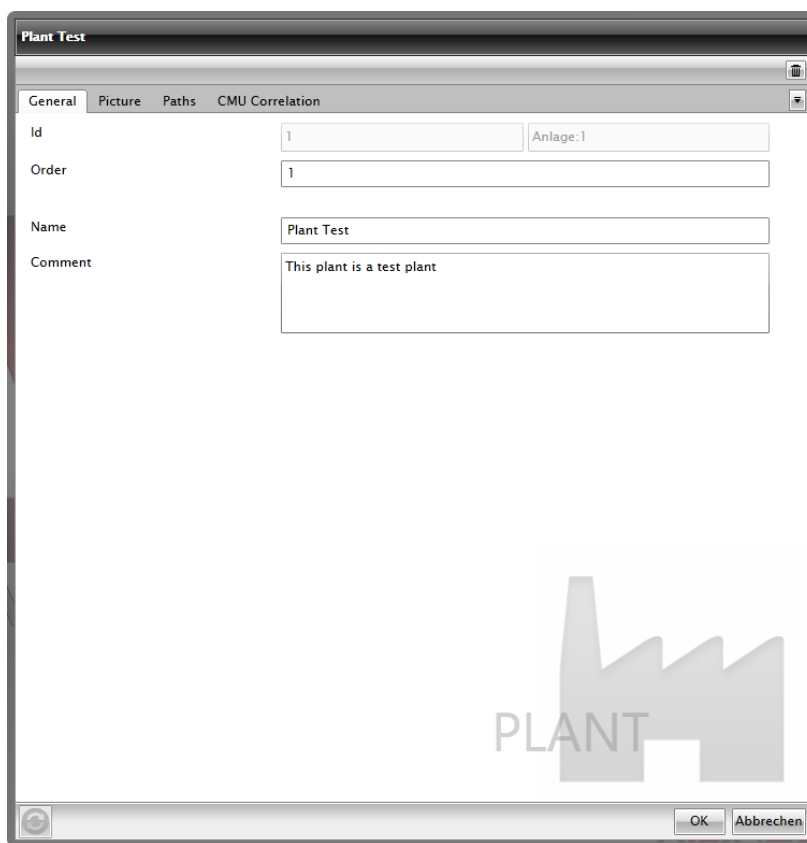 Plant Test
General Picture Paths CMU Correlation
Id 1 Anlage:1
Order 1
Name Plant Test
Comment This plant is a test plant
PLANT
OK Abbrechen